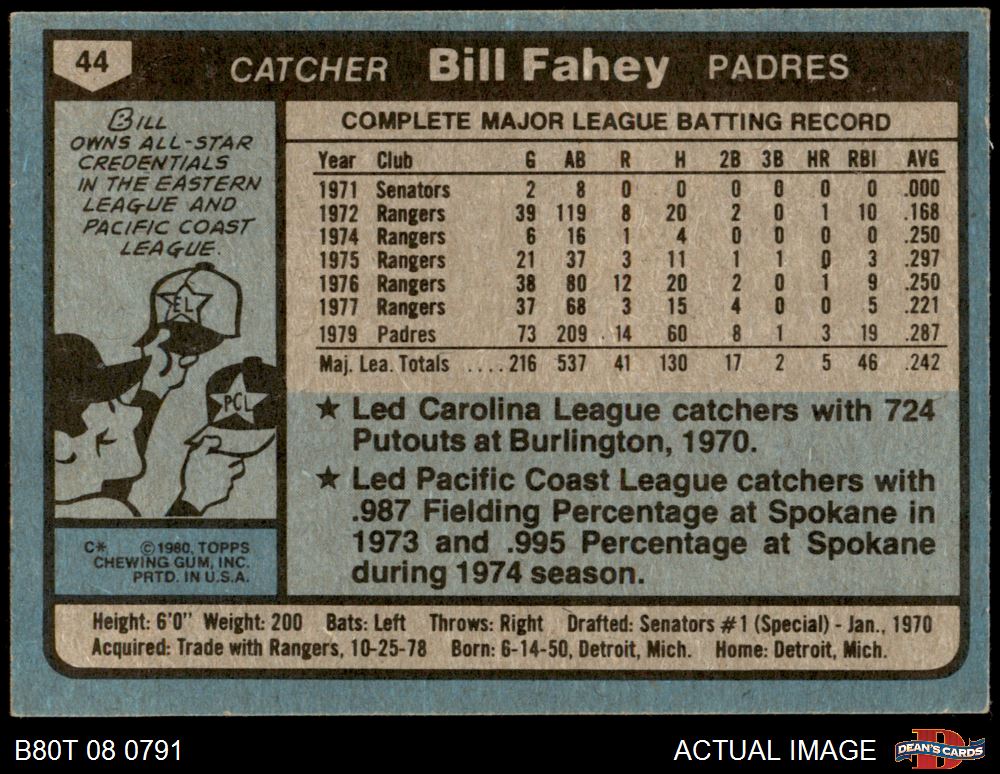 44
CATCHER Bill Fahey PADRES
BILL
OWNS ALL-STAR
CREDENTIALS
IN THE EASTERN
LEAGUE AND
PACIFIC COAST
LEAGUE.
EL
PCL
C* ©1980, TOPPS
CHEWING GUM, INC.
PRTD. IN U.S.A.
COMPLETE MAJOR LEAGUE BATTING RECORD
Year Club G AB R H 2B 3B HR RBI AVG
1971 Senators 2 8 0 0 0 0 0 0 .000
1972 Rangers 39 119 8 20 2 0 1 10 .168
1974 Rangers 6 16 1 4 0 0 0 0 .250
1975 Rangers 21 37 3 11 1 1 0 3 .297
1976 Rangers 38 80 12 20 2 0 1 9 .250
1977 Rangers 37 68 3 15 4 0 0 5 .221
1979 Padres 73 209 14 60 8 1 3 19 .287
Maj. Lea. Totals ....216 537 41 130 17 2 5 46 .242
★ Led Carolina League catchers with 724
Putouts at Burlington, 1970.
★ Led Pacific Coast League catchers with
.987 Fielding Percentage at Spokane in
1973 and .995 Percentage at Spokane
during 1974 season.
Height: 6'0" Weight: 200 Bats: Left Throws: Right Drafted: Senators #1 (Special) - Jan., 1970
Acquired: Trade with Rangers, 10-25-78 Born: 6-14-50, Detroit, Mich. Home: Detroit, Mich.
B80T 08 0791
ACTUAL IMAGE
D
DEAN'S CARDS